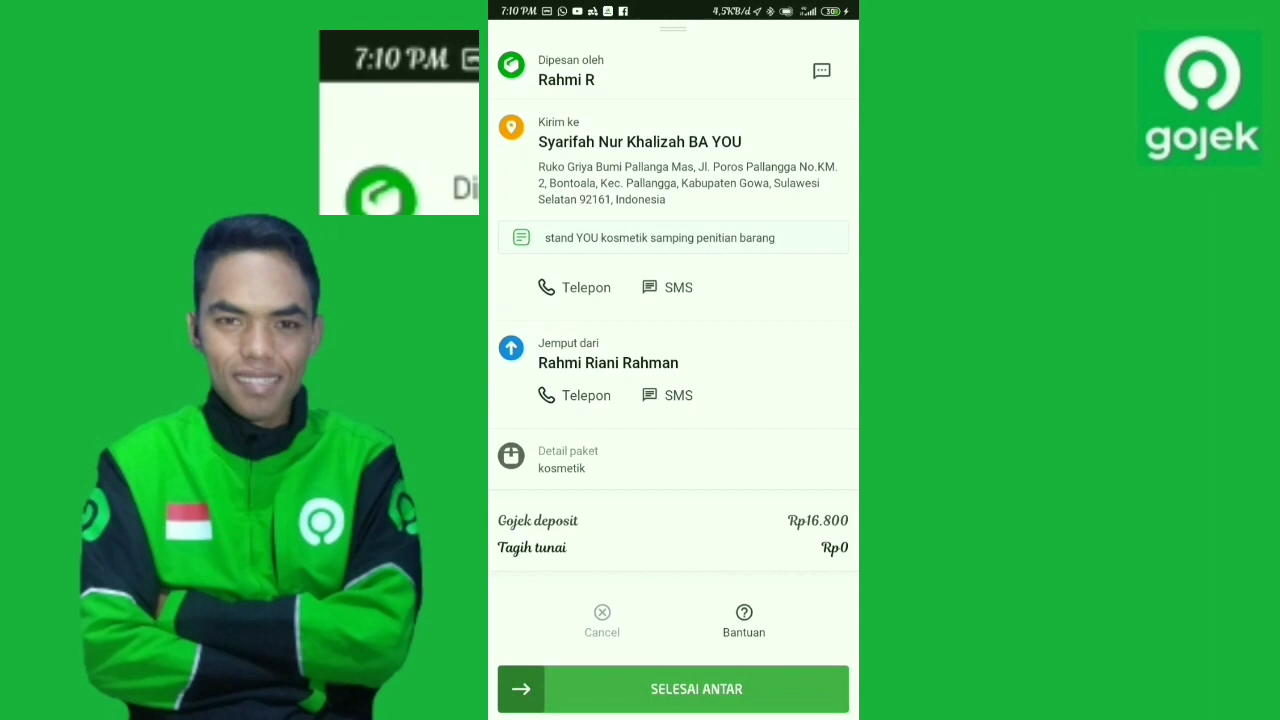 7:10 PM
Di
7:10 PM
4,5KB/d
30
Dipesan oleh
Rahmi R
Kirim ke
Syarifah Nur Khalizah BA YOU
Ruko Griya Bumi Pallanga Mas, Jl. Poros Pallangga No.KM.
2, Bontoala, Kec. Pallangga, Kabupaten Gowa, Sulawesi
Selatan 92161, Indonesia
stand YOU kosmetik samping penitian barang
Telepon
SMS
Jemput dari
Rahmi Riani Rahman
Telepon
SMS
Detail paket
kosmetik
Gojek deposit
Rp16.800
Tagih tunai
Rp0
Cancel
Bantuan
SELESAI ANTAR
gojek